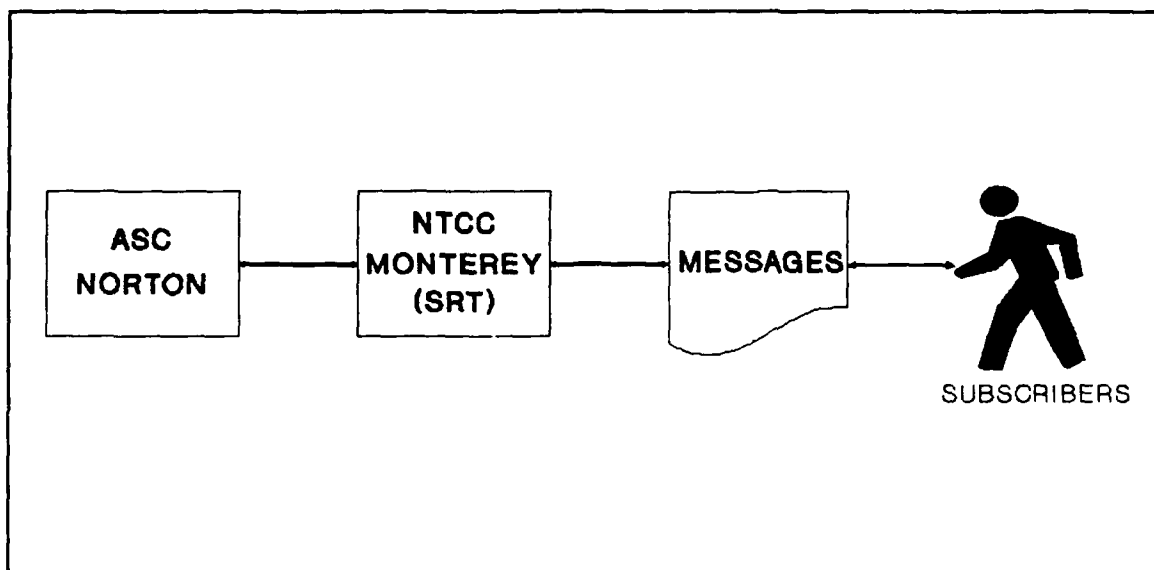 ASC
NORTON
NTCC
MONTEREY
(SRT)
MESSAGES
SUBSCRIBERS